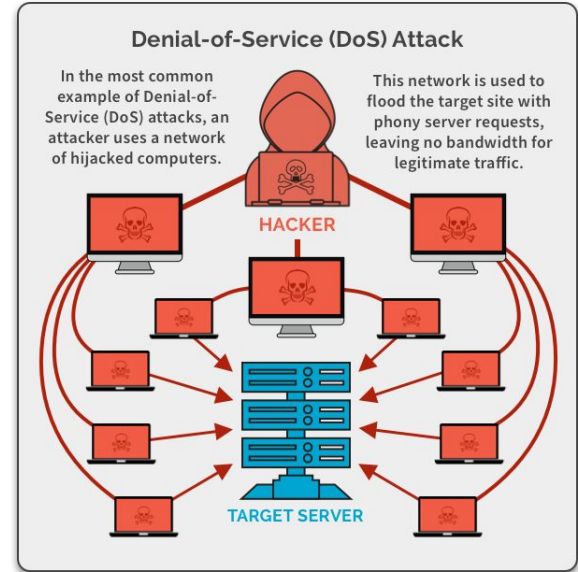 Denial-of-Service (DoS) Attack
In the most common
example of Denial-of-
Service (DoS) attacks, an
attacker uses a network
of hijacked computers.
This network is used to
flood the target site with
phony server requests,
leaving no bandwidth for
legitimate traffic.
HACKER
TARGET SERVER